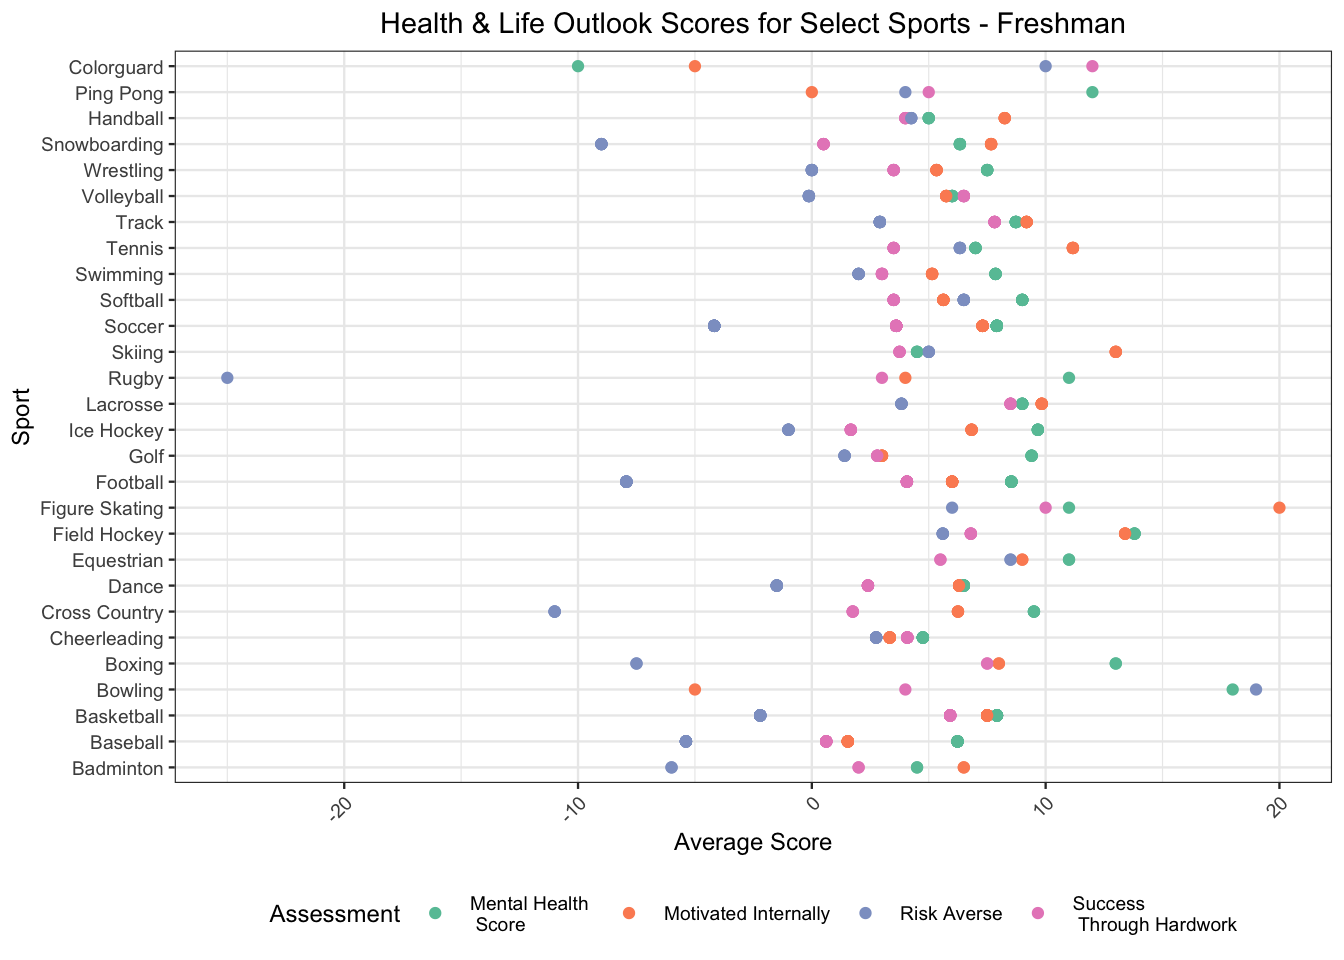 Health & Life Outlook Scores for Select Sports - Freshman
Colorguard
Ping Pong
Handball
Snowboarding
Wrestling
Volleyball
Track
Tennis
Swimming
Softball
Soccer
Skiing
Rugby
Lacrosse
Ice Hockey
Golf
Football
Figure Skating
Field Hockey
Equestrian
Dance
Cross Country
Cheerleading
Boxing
Bowling
Basketball
Baseball
Badminton
Sport
-20
-10
0
10
20
Average Score
Assessment
Mental Health
Score
Motivated Internally
Risk Averse
Success
Through Hardwork